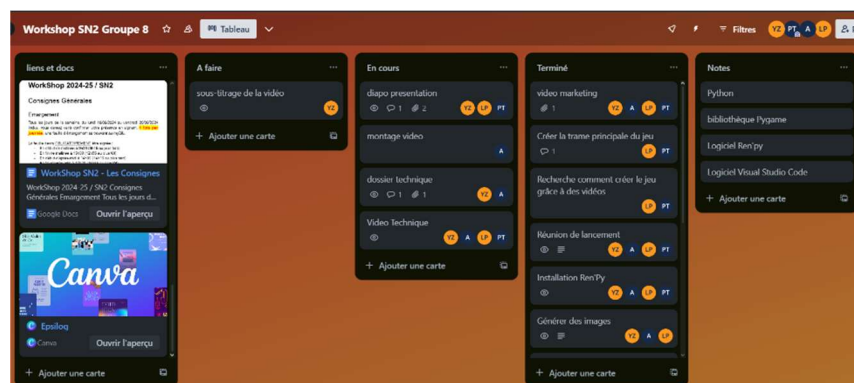 Workshop SN2 Groupe 8
Tableau
Filtres
YZ PT A LP
liens et docs
WorkShop 2024-25 / SN2
Consignes Générales
Emargement
WorkShop SN2 - Les Consignes
WorkShop 2024-25 / SN2 Consignes
Générales Emargement Tous les jours d...
Google Docs
Ouvrir l'aperçu
Canva
Epsilog
Canva
Ouvrir l'aperçu
+ Ajouter une carte
A faire
sous-titrage de la vidéo
YZ
+ Ajouter une carte
En cours
diapo presentation
1 2 YZ LP PT
montage video
A
dossier technique
1 1 YZ A
Video Technique
YZ A LP PT
+ Ajouter une carte
Terminé
video marketing
1 YZ A LP PT
Créer la trame principale du jeu
1 LP PT
Recherche comment créer le jeu
grâce à des vidéos
LP PT
Réunion de lancement
YZ A LP PT
Installation Ren'Py
YZ A LP PT
Générer des images
YZ A LP
+ Ajouter une carte
Notes
Python
bibliothèque Pygame
Logiciel Ren'py
Logiciel Visual Studio Code
+ Ajouter une carte